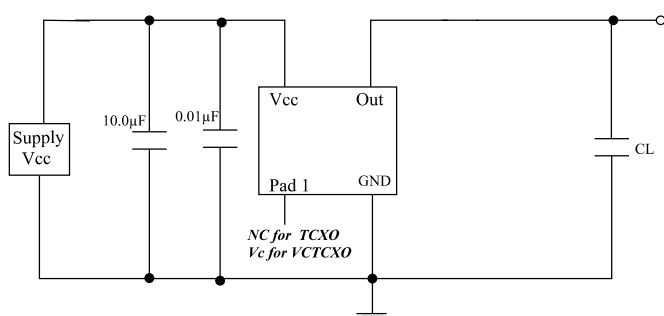 Vcc
Out
10.0µF
0.01µF
Supply
Vcc
CL
Pad 1
GND
NC for TCXO
Vc for VCTCXO